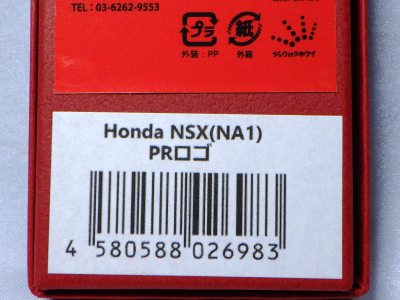 TEL：03-6262-9553
プラ
紙
外装：PP
外箱
Honda NSX(NA1)
PRロゴ
4 580588 026983